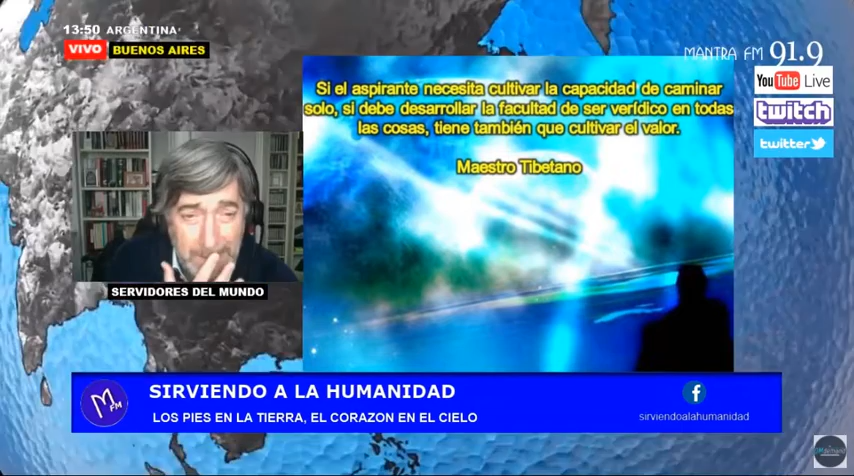 13:50 ARGENTINA
VIVO BUENOS AIRES
MANTRA FM 91.9
YouTube Live
twitch
twitter
Si el aspirante necesita cultivar la capacidad de caminar
solo, si debe desarrollar la facultad de ser verídico en todas
las cosas, tiene también que cultivar el valor.
Maestro Tibetano
SERVIDORES DEL MUNDO
M FM
SIRVIENDO A LA HUMANIDAD
LOS PIES EN LA TIERRA, EL CORAZON EN EL CIELO
f
sirviendoalahumanidad